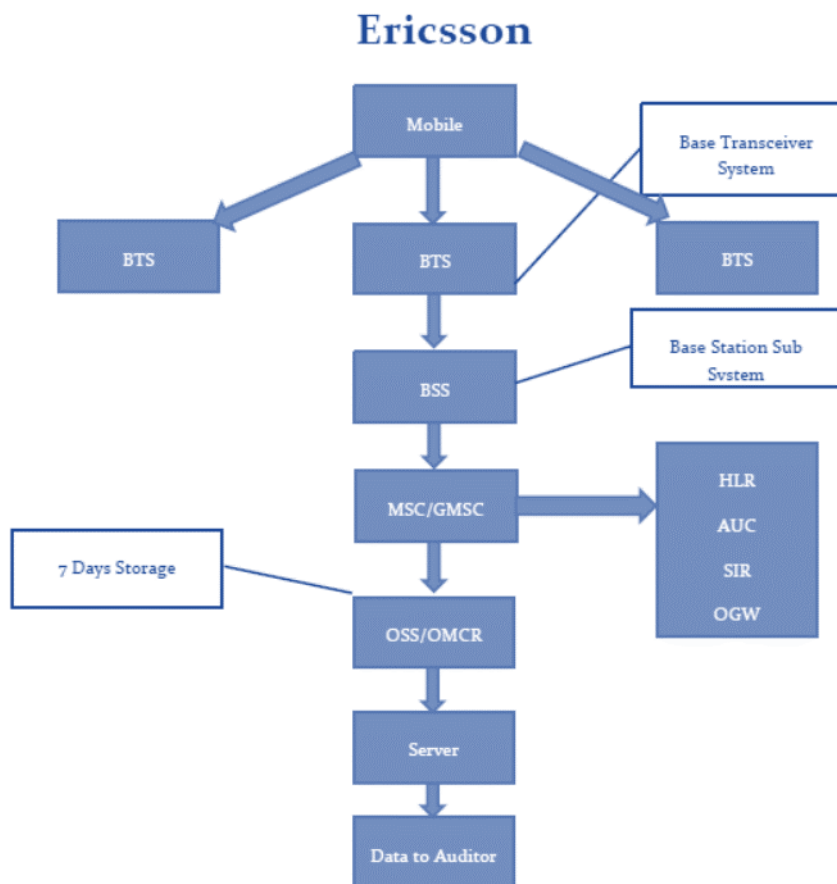 Ericsson
Mobile
Base Transceiver
System
BTS
BTS
BTS
Base Station Sub
System
BSS
HLR
MSC/GMSC
AUC
7 Days Storage
SIR
OGW
OSS/OMCR
Server
Data to Auditor